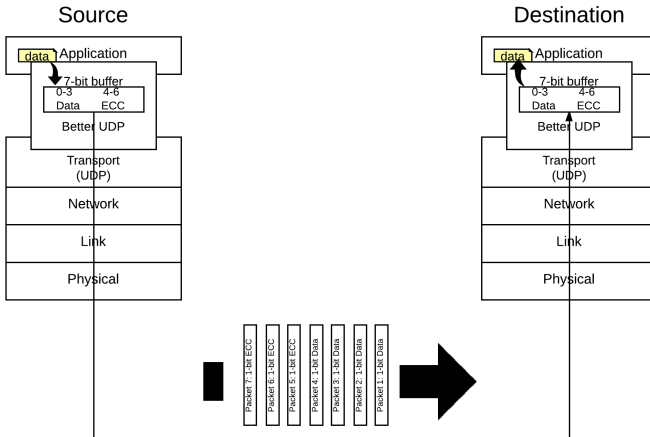 Source
data
Application
7-bit buffer
0-3 4-6
Data ECC
Better UDP
Transport
(UDP)
Network
Link
Physical
Packet 7: 1-bit ECC
Packet 6: 1-bit ECC
Packet 5: 1-bit ECC
Packet 4: 1-bit Data
Packet 3: 1-bit Data
Packet 2: 1-bit Data
Packet 1: 1-bit Data
Destination
data
Application
7-bit buffer
0-3 4-6
Data ECC
Better UDP
Transport
(UDP)
Network
Link
Physical